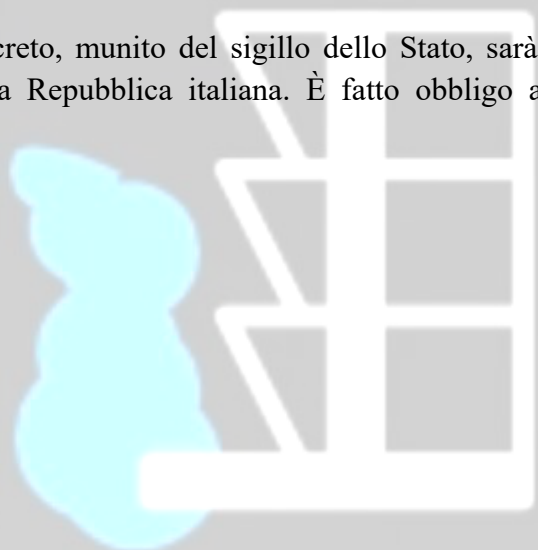 creto, munito del sigillo dello Stato, sarà
a Repubblica italiana. È fatto obbligo a